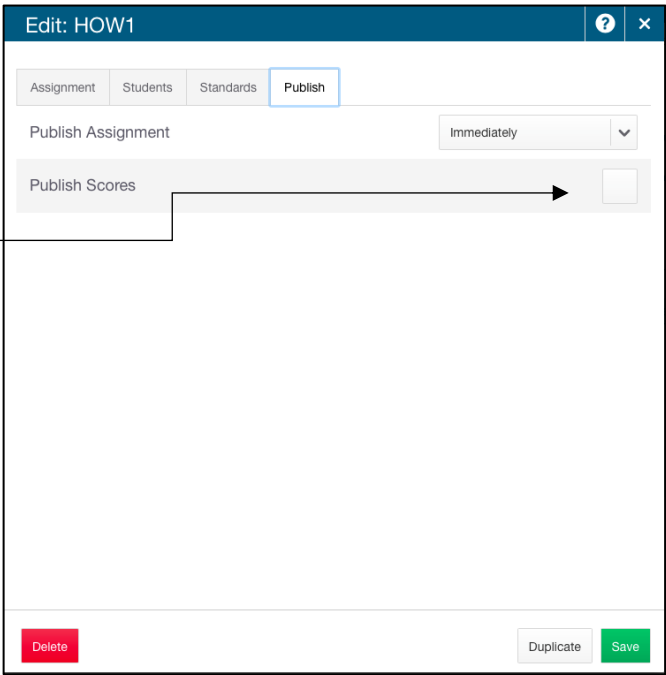 Edit: HOW1
Assignment Students Standards Publish
Publish Assignment Immediately
Publish Scores
Delete Duplicate Save